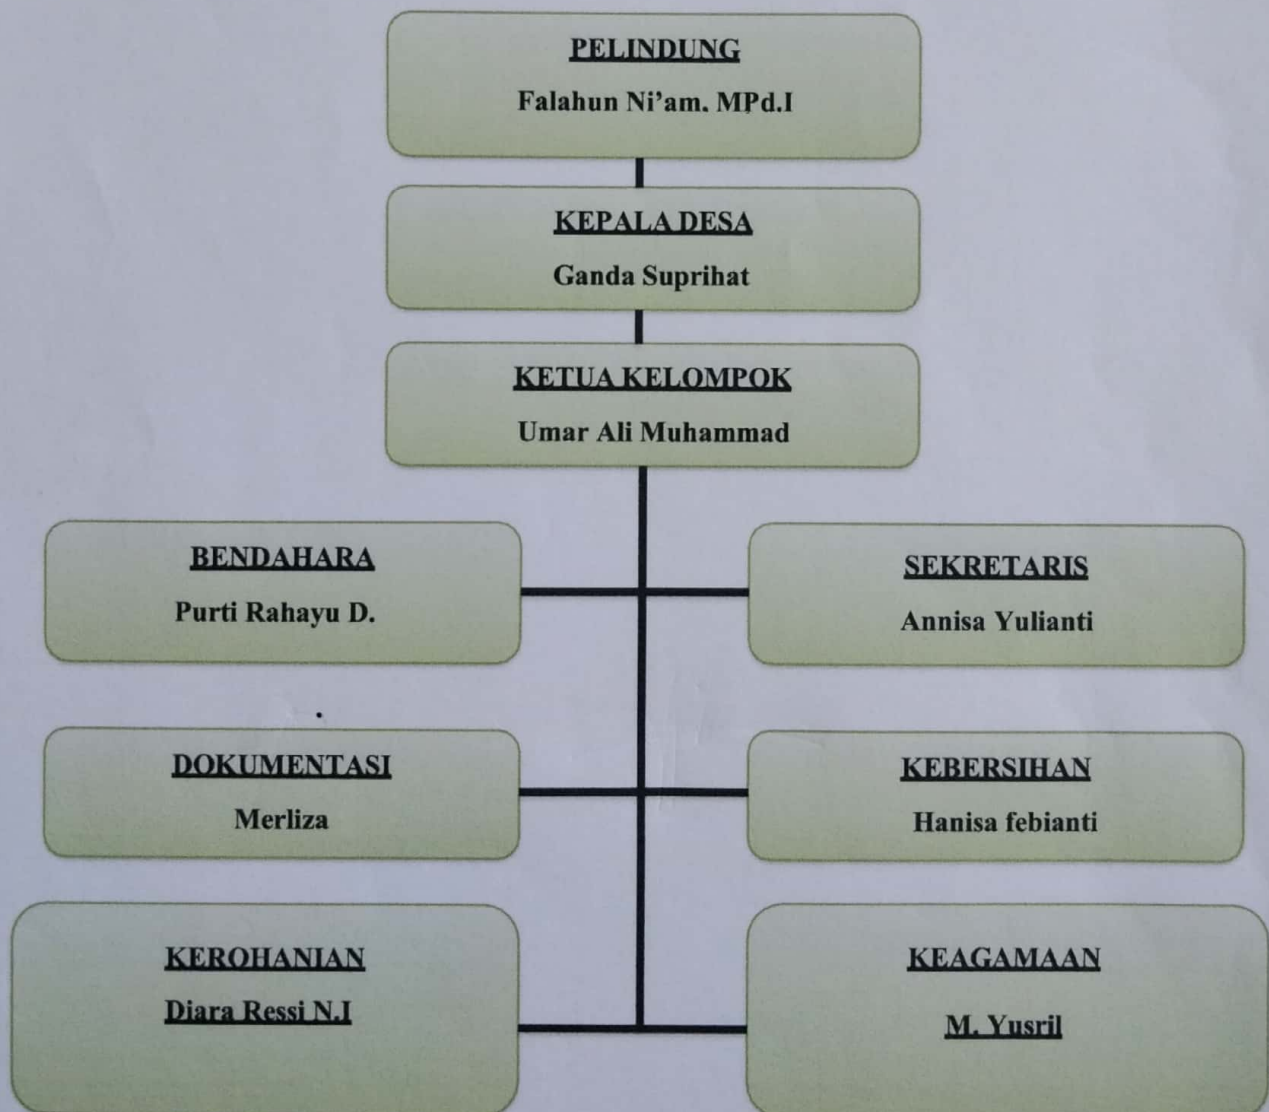 PELINDUNG
Falahun Ni’am. MPd.I
KEPALA DESA
Ganda Suprihat
KETUA KELOMPOK
Umar Ali Muhammad
BENDAHARA
Purti Rahayu D.
SEKRETARIS
Annisa Yulianti
DOKUMENTASI
Merliza
KEBERSIHAN
Hanisa febianti
KEROHANIAN
Diara Ressi N.I
KEAGAMAAN
M. Yusril